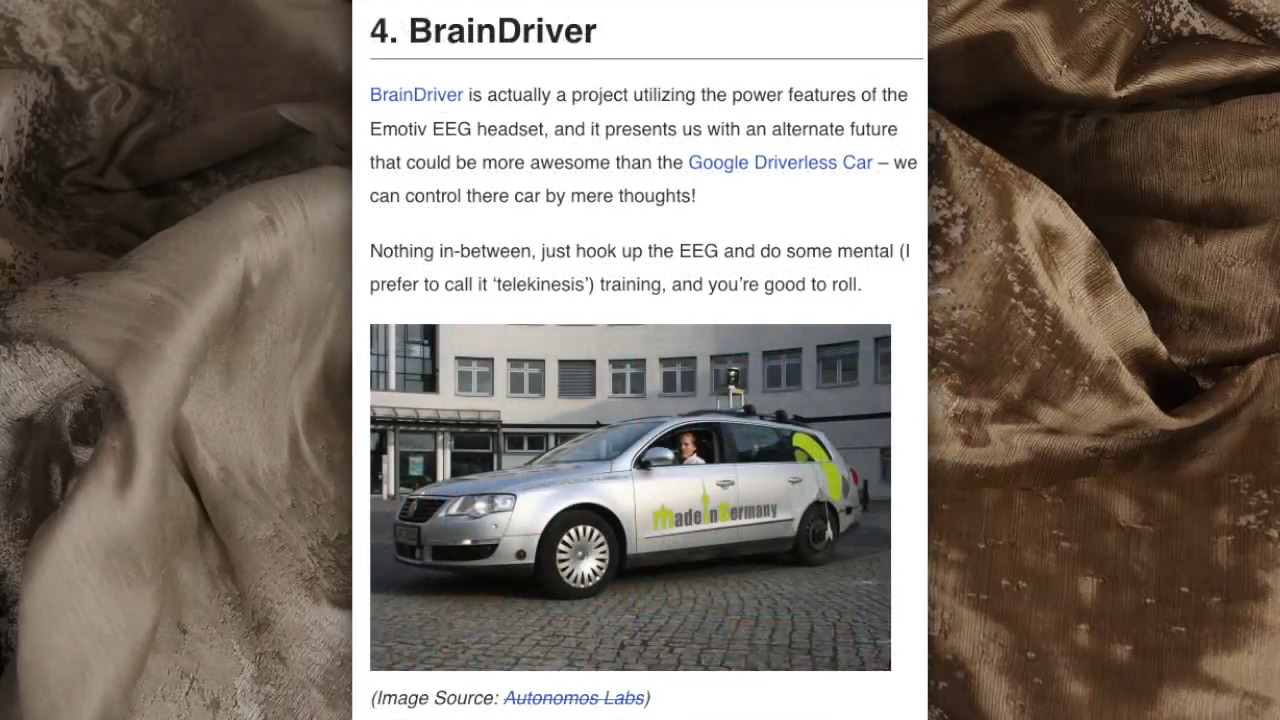 4. BrainDriver
BrainDriver is actually a project utilizing the power features of the
Emotiv EEG headset, and it presents us with an alternate future
that could be more awesome than the Google Driverless Car – we
can control there car by mere thoughts!
Nothing in-between, just hook up the EEG and do some mental (I
prefer to call it ‘telekinesis’) training, and you’re good to roll.
madeInGermany
(Image Source: Autonomos Labs)